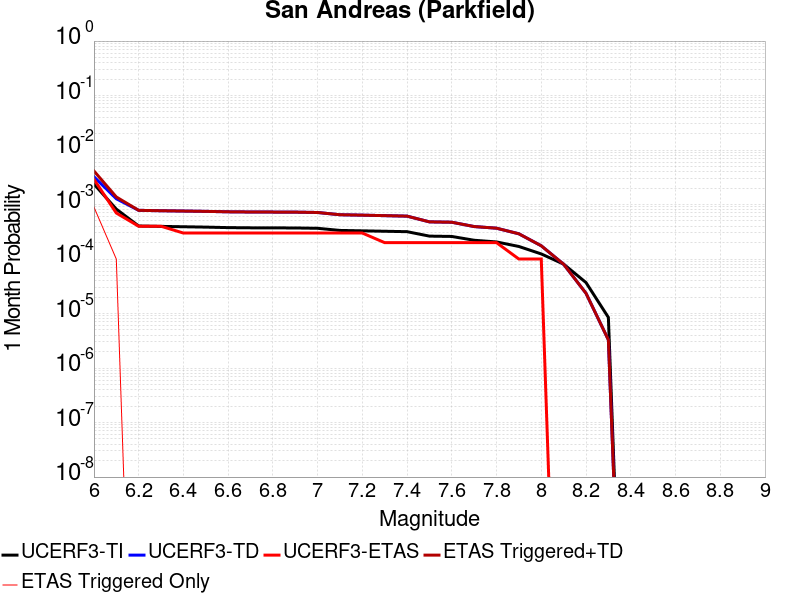 San Andreas (Parkfield)
10^0
10^-1
10^-2
10^-3
10^-4
10^-5
10^-6
10^-7
10^-8
1 Month Probability
6 6.2 6.4 6.6 6.8 7 7.2 7.4 7.6 7.8 8 8.2 8.4 8.6 8.8 9
Magnitude
UCERF3-TI UCERF3-TD UCERF3-ETAS ETAS Triggered+TD
ETAS Triggered Only